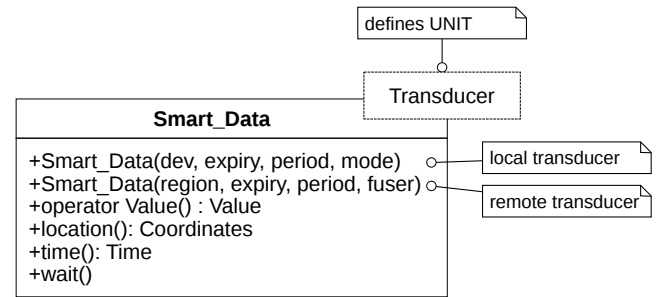 defines UNIT
Transducer
Smart_Data
+Smart_Data(dev, expiry, period, mode)
local transducer
+Smart_Data(region, expiry, period, fuser)
remote transducer
+operator Value() : Value
+location(): Coordinates
+time(): Time
+wait()